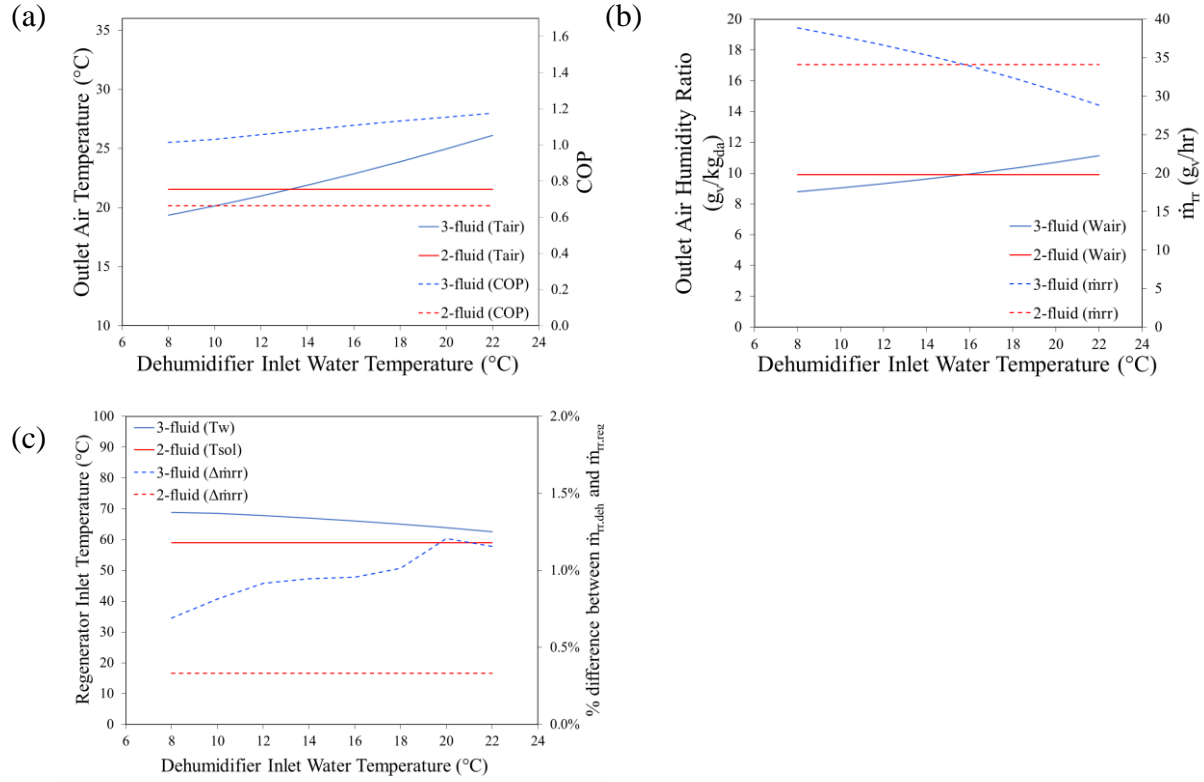 (a)
Outlet Air Temperature (°C)
35
30
25
20
15
10
1.6
1.4
1.2
1.0
0.8
0.6
0.4
0.2
0.0
COP
3-fluid (Tair)
2-fluid (Tair)
3-fluid (COP)
2-fluid (COP)
6 8 10 12 14 16 18 20 22 24
Dehumidifier Inlet Water Temperature (°C)
(b)
Outlet Air Humidity Ratio
(gv/kgda)
20
18
16
14
12
10
8
6
4
2
0
40
35
30
25
20
15
10
5
0
ṁrr (gv/hr)
3-fluid (Wair)
2-fluid (Wair)
3-fluid (ṁrr)
2-fluid (ṁrr)
6 8 10 12 14 16 18 20 22 24
Dehumidifier Inlet Water Temperature (°C)
(c)
Regenerator Inlet Temperature (°C)
100
90
80
70
60
50
40
30
20
10
0
2.0%
1.5%
1.0%
0.5%
0.0%
% difference between ṁrr,deh and ṁrr,reg
3-fluid (Tw)
2-fluid (Tsol)
3-fluid (Δṁrr)
2-fluid (Δṁrr)
6 8 10 12 14 16 18 20 22 24
Dehumidifier Inlet Water Temperature (°C)